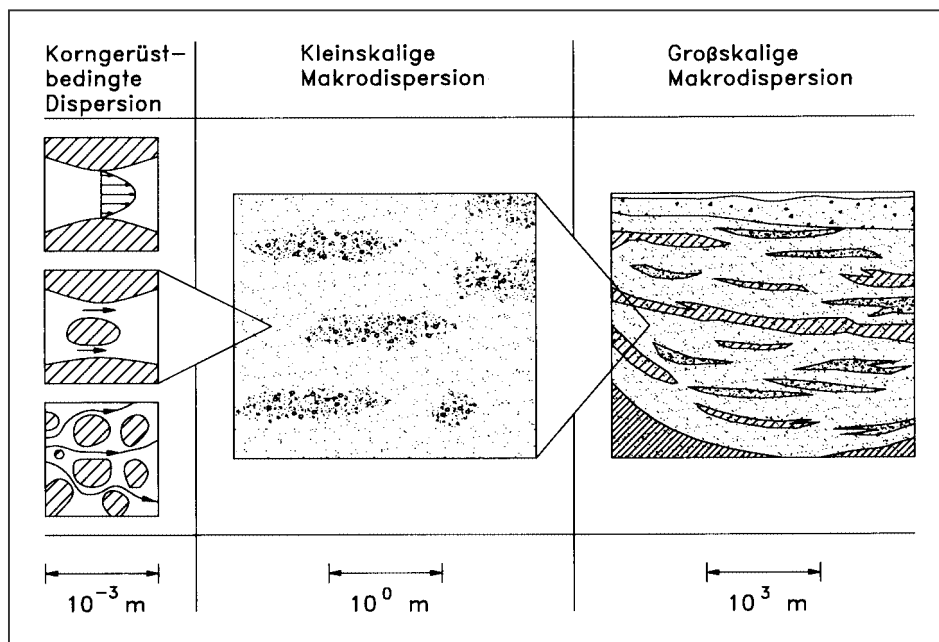 Korngerüst-
bedingte
Dispersion
Kleinskalige
Makrodispersion
Großskalige
Makrodispersion
10⁻³ m
10⁰ m
10³ m